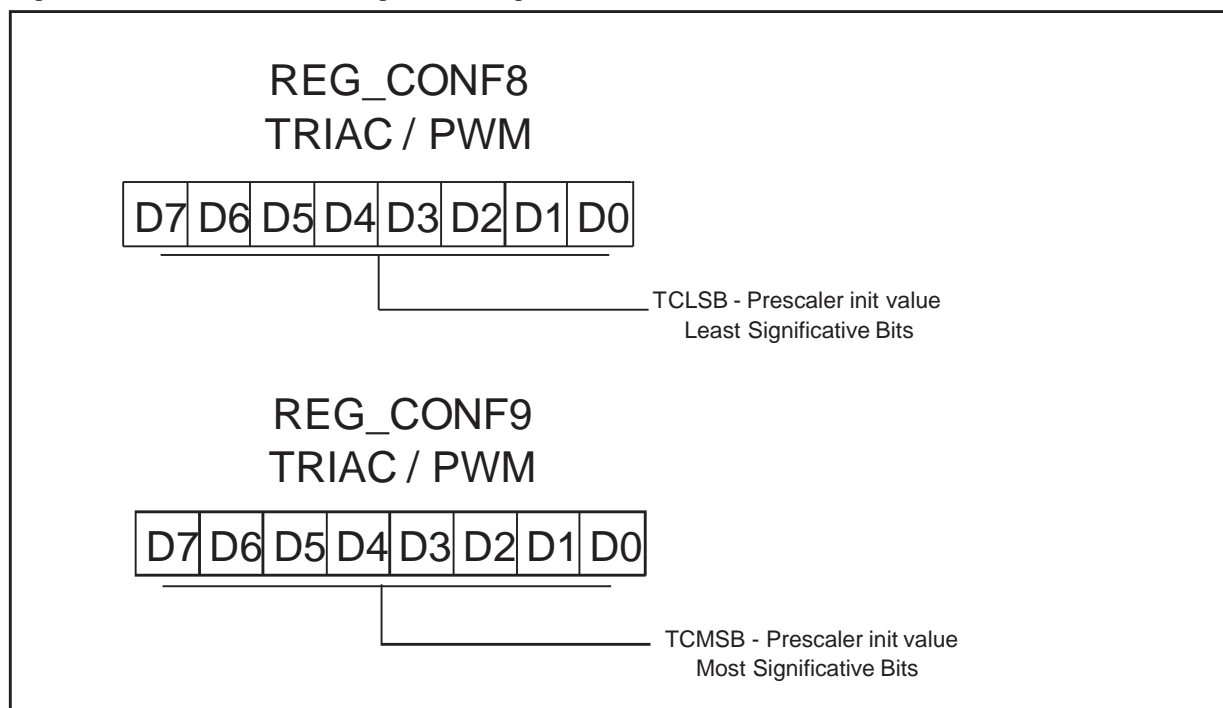 REG_CONF8
TRIAC / PWM
D7 D6 D5 D4 D3 D2 D1 D0
TCLSB - Prescaler init value
Least Significative Bits
REG_CONF9
TRIAC / PWM
D7 D6 D5 D4 D3 D2 D1 D0
TCMSB - Prescaler init value
Most Significative Bits